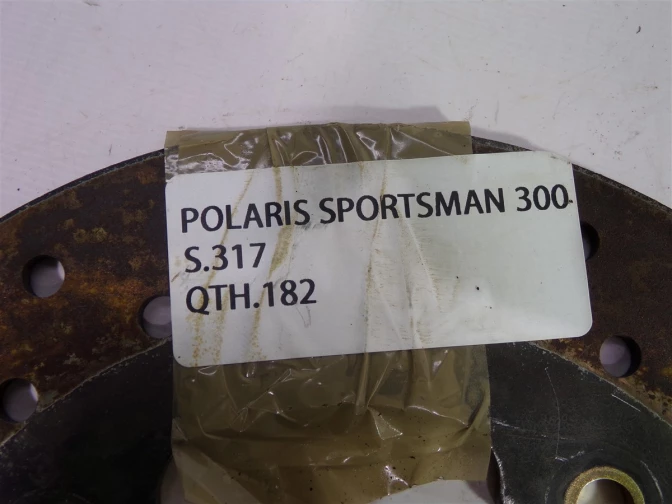 POLARIS SPORTSMAN 300
S.317
QTH.182